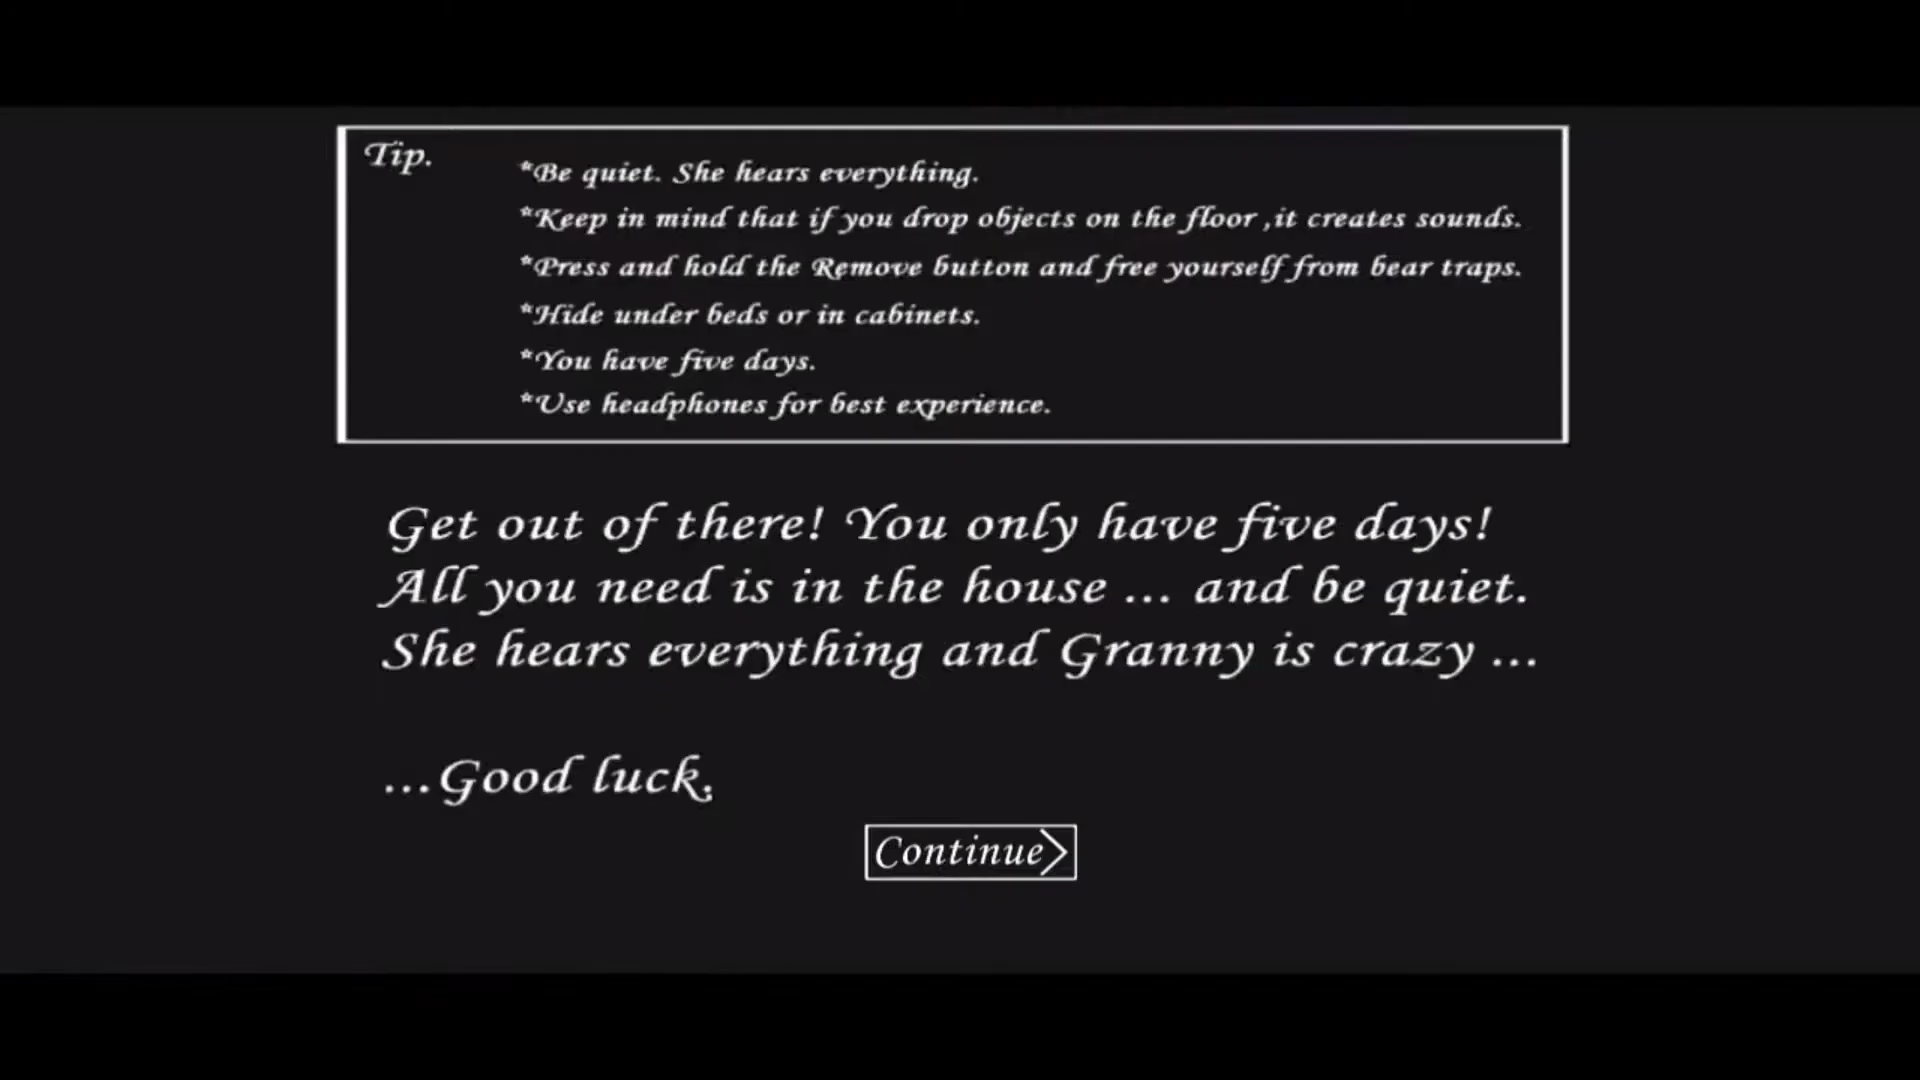 Tip.
*Be quiet. She hears everything.
*Keep in mind that if you drop objects on the floor ,it creates sounds.
*Press and hold the Remove button and free yourself from bear traps.
*Hide under beds or in cabinets.
*You have five days.
*Use headphones for best experience.
Get out of there! You only have five days!
All you need is in the house ... and be quiet.
She hears everything and Granny is crazy ...
...Good luck.
Continue>